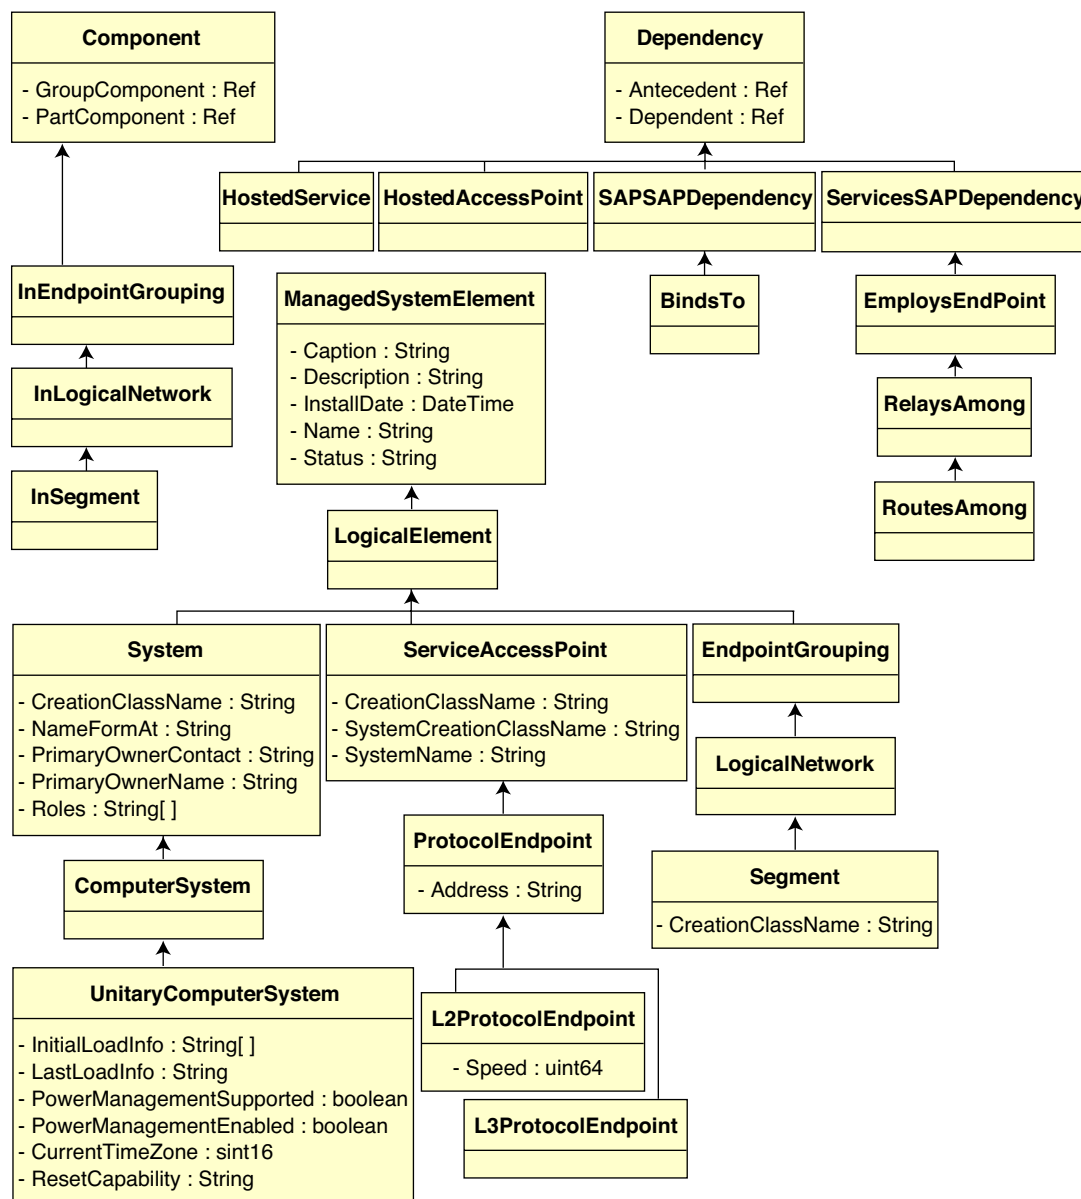 Component
- GroupComponent : Ref
- PartComponent : Ref
Dependency
- Antecedent : Ref
- Dependent : Ref
HostedService
HostedAccessPoint
SAPSAPDependency
ServicesSAPDependency
InEndpointGrouping
InLogicalNetwork
InSegment
ManagedSystemElement
- Caption : String
- Description : String
- InstallDate : DateTime
- Name : String
- Status : String
BindsTo
EmploysEndPoint
RelaysAmong
RoutesAmong
LogicalElement
System
- CreationClassName : String
- NameFormAt : String
- PrimaryOwnerContact : String
- PrimaryOwnerName : String
- Roles : String[ ]
ServiceAccessPoint
- CreationClassName : String
- SystemCreationClassName : String
- SystemName : String
EndpointGrouping
LogicalNetwork
Segment
- CreationClassName : String
ComputerSystem
ProtocolEndpoint
- Address : String
UnitaryComputerSystem
- InitialLoadInfo : String[ ]
- LastLoadInfo : String
- PowerManagementSupported : boolean
- PowerManagementEnabled : boolean
- CurrentTimeZone : sint16
- ResetCapability : String
L2ProtocolEndpoint
- Speed : uint64
L3ProtocolEndpoint